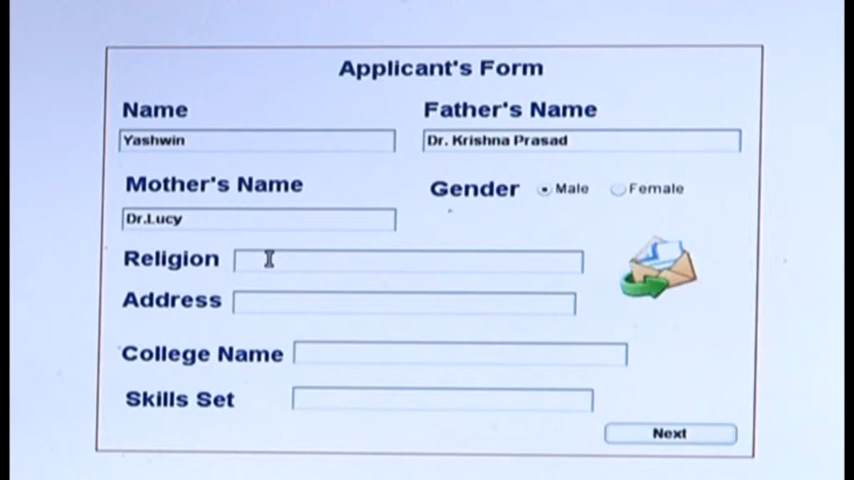 Applicant's Form
Name Father's Name
Yashwin Dr. Krishna Prasad
Mother's Name Gender Male Female
Dr.Lucy
Religion
Address
College Name
Skills Set
Next